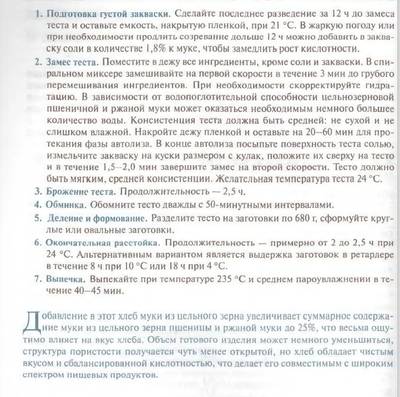 1. Подготовка густой закваски. Сделайте последнее разведение за 12 ч до замеса
теста и оставьте емкость, накрытую пленкой, при 21 °C. В жаркую погоду или
при необходимости продлить созревание дольше 12 ч можно добавить в заква-
ску соли в количестве 1,8% к муке, чтобы замедлить рост кислотности.
2. Замес теста. Поместите в дежу все ингредиенты, кроме соли и закваски. В спи-
ральном миксере замешивайте на первой скорости в течение 3 мин до грубого
перемешивания ингредиентов. При необходимости скорректируйте гидра-
тацию. В зависимости от водопоглотительной способности цельнозерновой
пшеничной и ржаной муки может оказаться необходимым немного большее
количество воды. Консистенция теста должна быть средней: не сухой и не
слишком влажной. Накройте дежу пленкой и оставьте на 20–60 мин для про-
текания фазы автолиза. В конце автолиза посыпьте поверхность теста солью,
измельчите закваску на куски размером с кулак, положите их сверху на тесто
и в течение 1,5–2,0 мин завершите замес на второй скорости. Тесто должно
быть мягким, средней консистенции. Желательная температура теста 24 °C.
3. Брожение теста. Продолжительность — 2,5 ч.
4. Обминка. Обомните тесто дважды с 50-минутными интервалами.
5. Деление и формование. Разделите тесто на заготовки по 680 г, сформуйте круг-
лые или овальные заготовки.
6. Окончательная расстойка. Продолжительность — примерно от 2 до 2,5 ч при
24 °C. Альтернативным вариантом является выдержка заготовок в ретардере
в течение 8 ч при 10 °C или 18 ч при 4 °C.
7. Выпечка. Выпекайте при температуре 235 °C и среднем пароувлажнении в те-
чение 40–45 мин.
Добавление в этот хлеб муки из цельного зерна увеличивает суммарное содержа-
ние муки из цельного зерна пшеницы и ржаной муки до 25%, что весьма ощу-
тимо влияет на вкус хлеба. Объем готового изделия может немного уменьшиться,
структура пористости получается чуть менее открытой, но хлеб обладает чистым
вкусом и сбалансированной кислотностью, что делает его совместимым с широким
спектром пищевых продуктов.